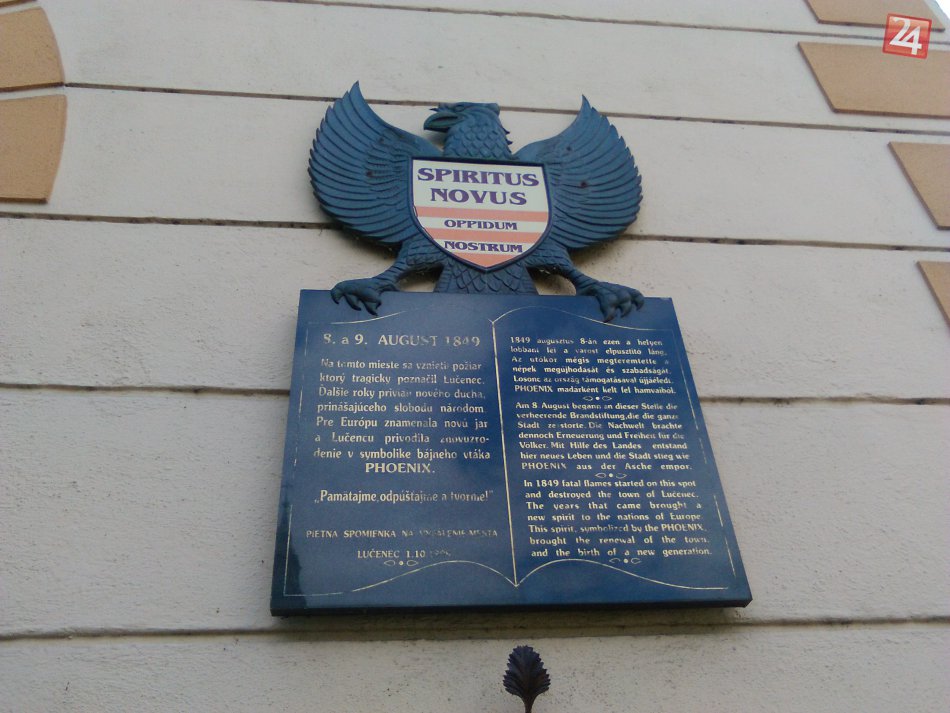 24
SPIRITUS
NOVUS
OPPIDUM
NOSTRUM
8. a 9. AUGUST 1849
Na tomto mieste sa vznietil požiar
ktorý tragicky poznačil Lučenec.
Ďalšie roky priviali nového ducha,
prinášajúceho slobodu národom.
Pre Európu znamenala novú jar
a Lučencu privodila znovuzro-
denie v symbolike bájneho vtáka
PHOENIX.
„Pamätajme, odpúšťajme a tvorme!"
PIETNA SPOMIENKA NA VYPÁLENIE MESTA
LUČENEC 1.10.
1849 augusztus 8-án ezen a helyen
lobbant fel a várost elpusztító láng.
Az utókor mégis megteremtette a
népek megujhodását és szabadságát.
Losonc az ország támogatásával újjáéledt.
PHOENIX madárként kelt fel hamvaiból.
Am 8 August begann an dieser Stelle die
verheerende Brandstiftung, die die ganze
Stadt zerstörte. Die Nachwelt brachte
dennoch Erneuerung und Freiheit für die
Völker. Mit Hilfe des Landes entstand
hier neues Leben und die Stadt stieg wie
PHOENIX aus der Asche empor.
In 1849 fatal flames started on this spot
and destroyed the town of Lučenec.
The years that came brought a
new spirit to the nations of Europe.
This spirit, symbolized by the PHOENIX,
brought the renewal of the town
and the birth of a new generation.